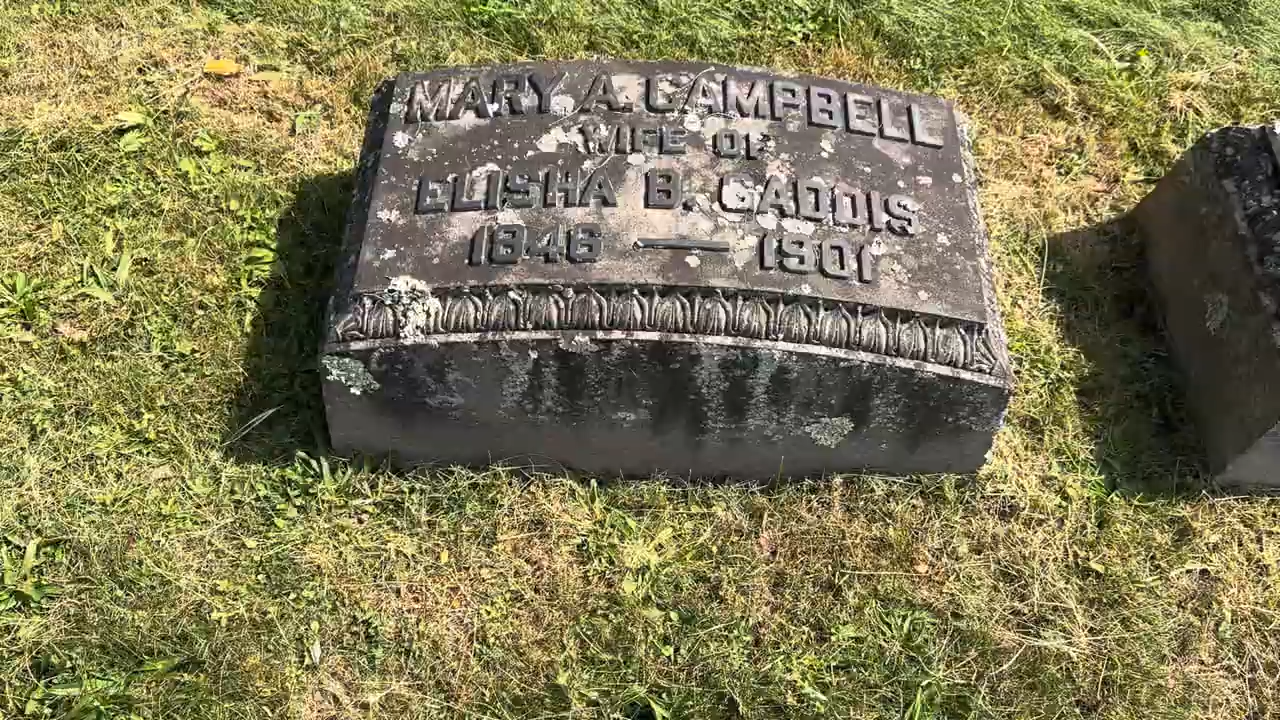 MARY A. CAMPBELL
WIFE OF
ELISHA B. GADDIS
1846 — 1901